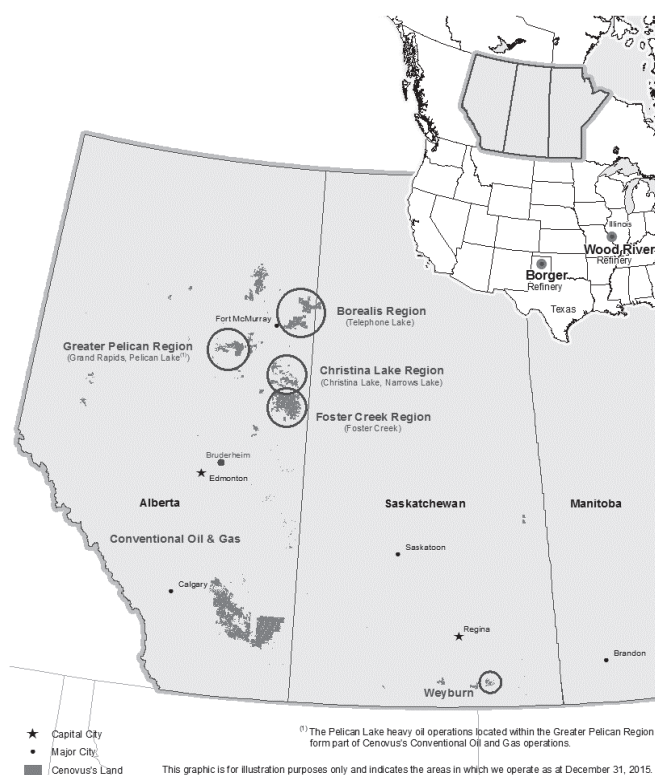 Illinois
Wood River
Refinery
Borger
Refinery
Texas
Borealis Region
(Telephone Lake)
Fort McMurray
Greater Pelican Region
(Grand Rapids, Pelican Lake(1))
Christina Lake Region
(Christina Lake, Narrows Lake)
Foster Creek Region
(Foster Creek)
Bruderheim
Edmonton
Alberta
Saskatchewan
Manitoba
Conventional Oil & Gas
Saskatoon
Calgary
Regina
Brandon
Weyburn
Capital City
Major City
Cenovus's Land
(1) The Pelican Lake heavy oil operations located within the Greater Pelican Region
form part of Cenovus's Conventional Oil and Gas operations.
This graphic is for illustration purposes only and indicates the areas in which we operate as at December 31, 2015.